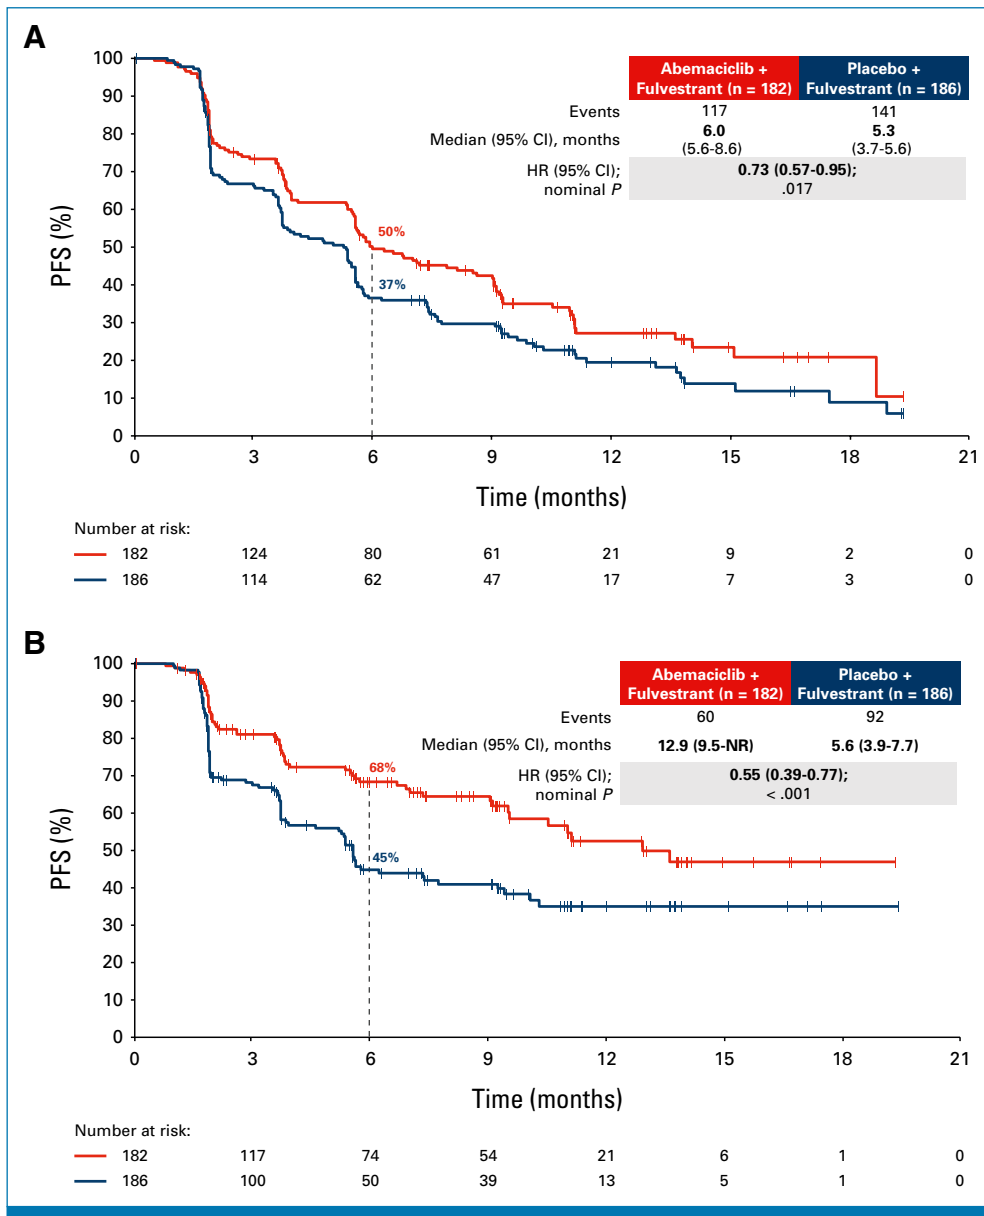 A
100
90
80
70
60
50
40
30
20
10
0
PFS (%)
0 3 6 9 12 15 18 21
Time (months)
50%
37%
Abemaciclib + Fulvestrant (n = 182) Placebo + Fulvestrant (n = 186)
Events 117 141
Median (95% CI), months 6.0 5.3
(5.6-8.6) (3.7-5.6)
HR (95% CI); 0.73 (0.57-0.95);
nominal P .017
Number at risk:
182 124 80 61 21 9 2 0
186 114 62 47 17 7 3 0
B
100
90
80
70
60
50
40
30
20
10
0
PFS (%)
0 3 6 9 12 15 18 21
Time (months)
68%
45%
Abemaciclib + Fulvestrant (n = 182) Placebo + Fulvestrant (n = 186)
Events 60 92
Median (95% CI), months 12.9 (9.5-NR) 5.6 (3.9-7.7)
HR (95% CI); 0.55 (0.39-0.77);
nominal P < .001
Number at risk:
182 117 74 54 21 6 1 0
186 100 50 39 13 5 1 0